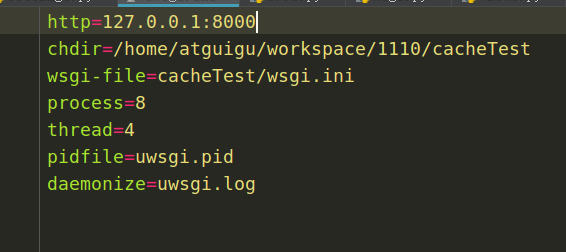 http=127.0.0.1:8000
chdir=/home/atguigu/workspace/1110/cacheTest
wsgi-file=cacheTest/wsgi.ini
process=8
thread=4
pidfile=uwsgi.pid
daemonize=uwsgi.log